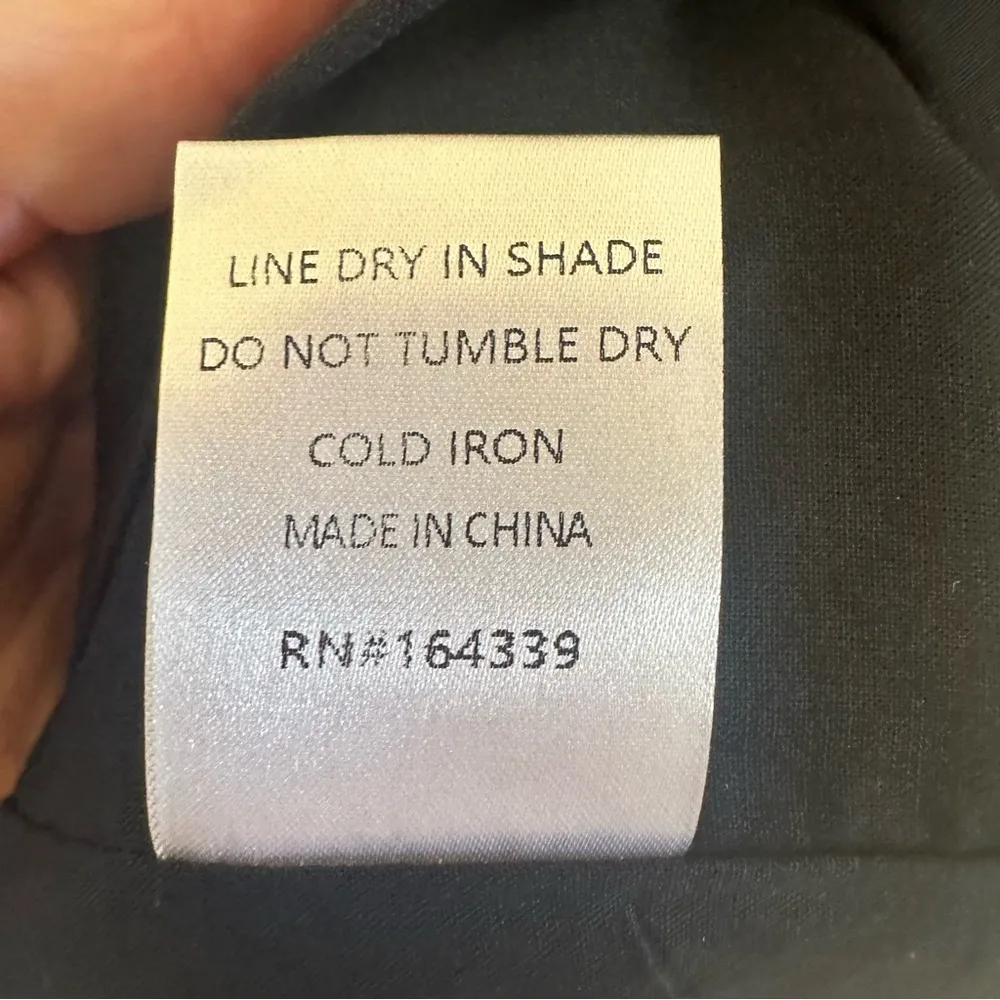 LINE DRY IN SHADE
DO NOT TUMBLE DRY
COLD IRON
MADE IN CHINA
RN#164339